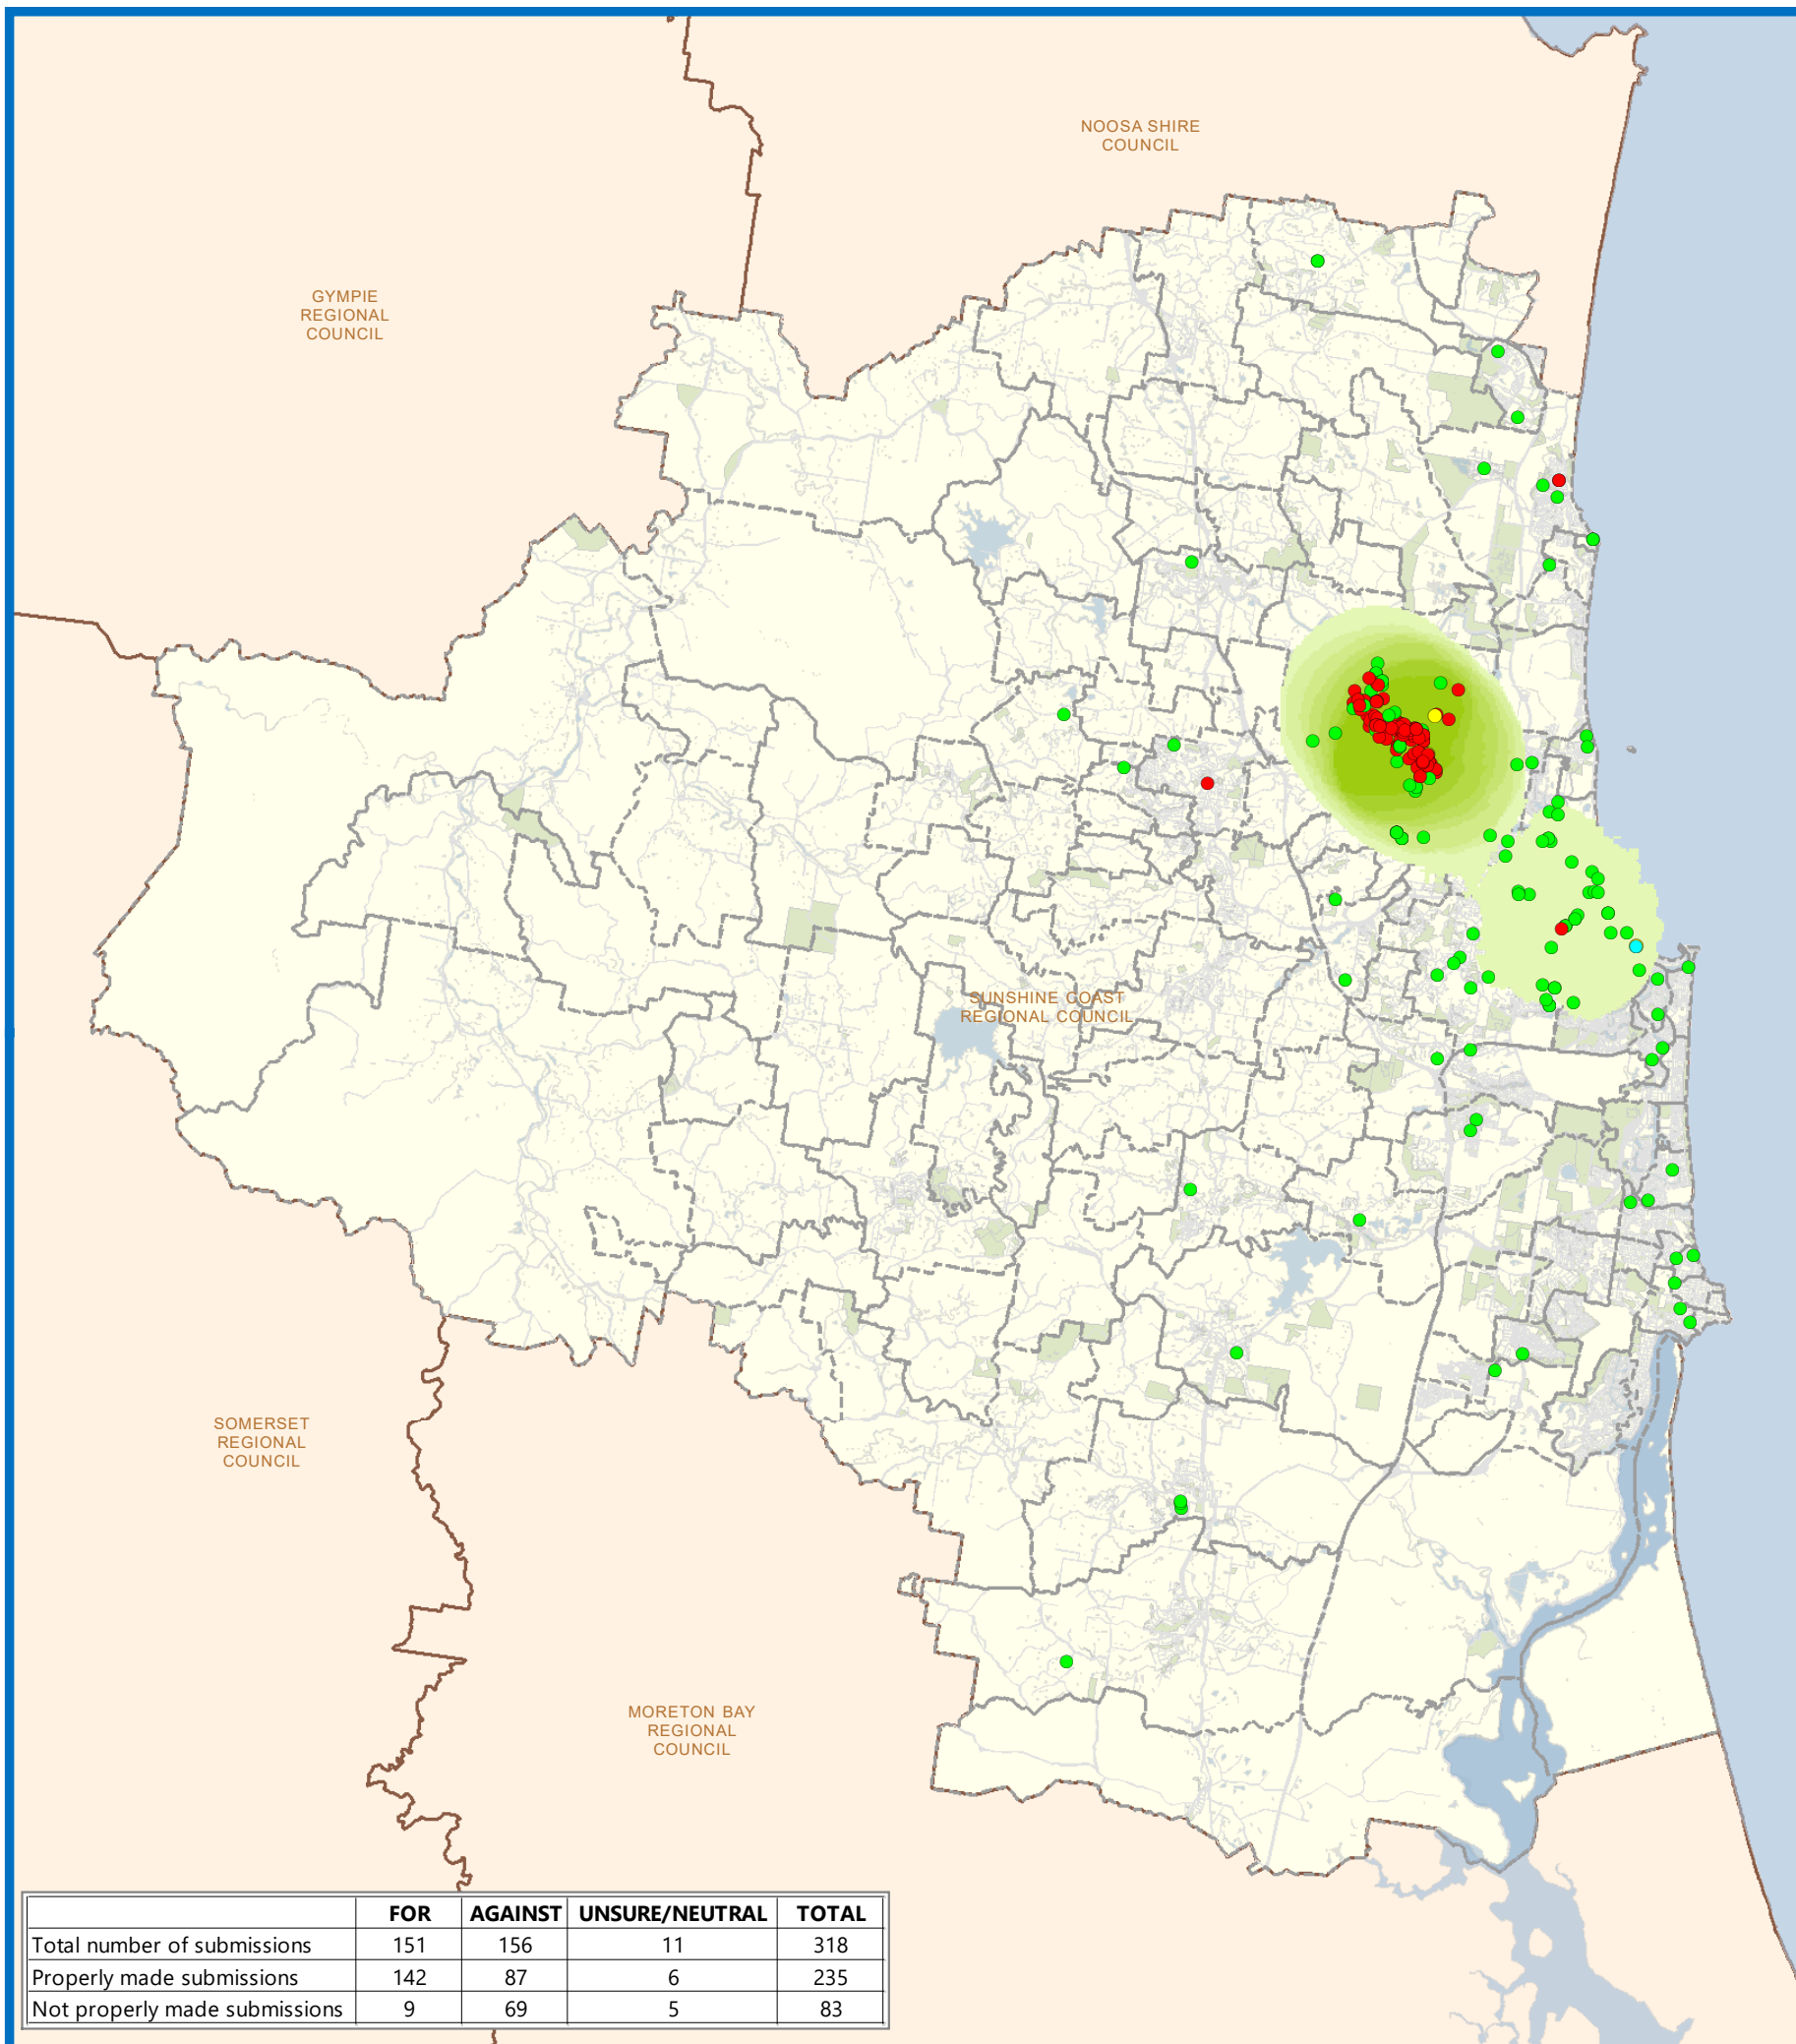 NOOSA SHIRE
COUNCIL
GYMPIE
REGIONAL
COUNCIL
SUNSHINE COAST
REGIONAL COUNCIL
SOMERSET
REGIONAL
COUNCIL
MORETON BAY
REGIONAL
COUNCIL
FOR AGAINST UNSURE/NEUTRAL TOTAL
Total number of submissions 151 156 11 318
Properly made submissions 142 87 6 235
Not properly made submissions 9 69 5 83